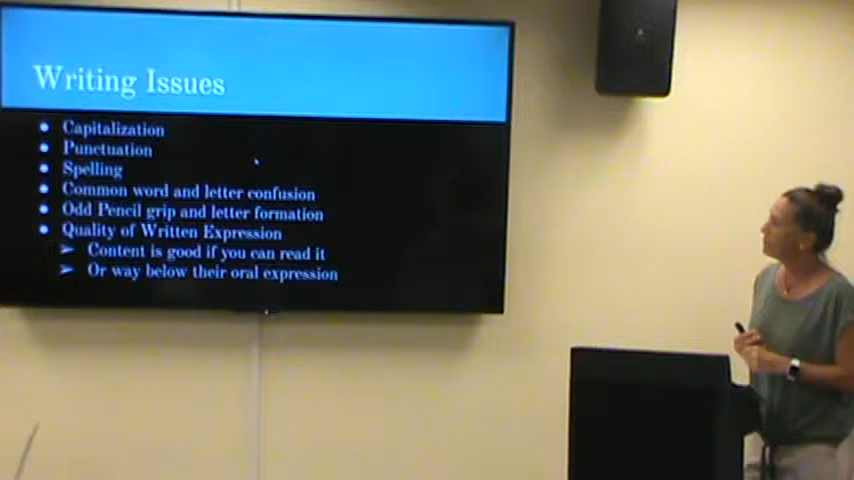 Writing Issues
Capitalization
Punctuation
Spelling
Common word and letter confusion
Odd Pencil grip and letter formation
Quality of Written Expression
Content is good if you can read it
Or way below their oral expression